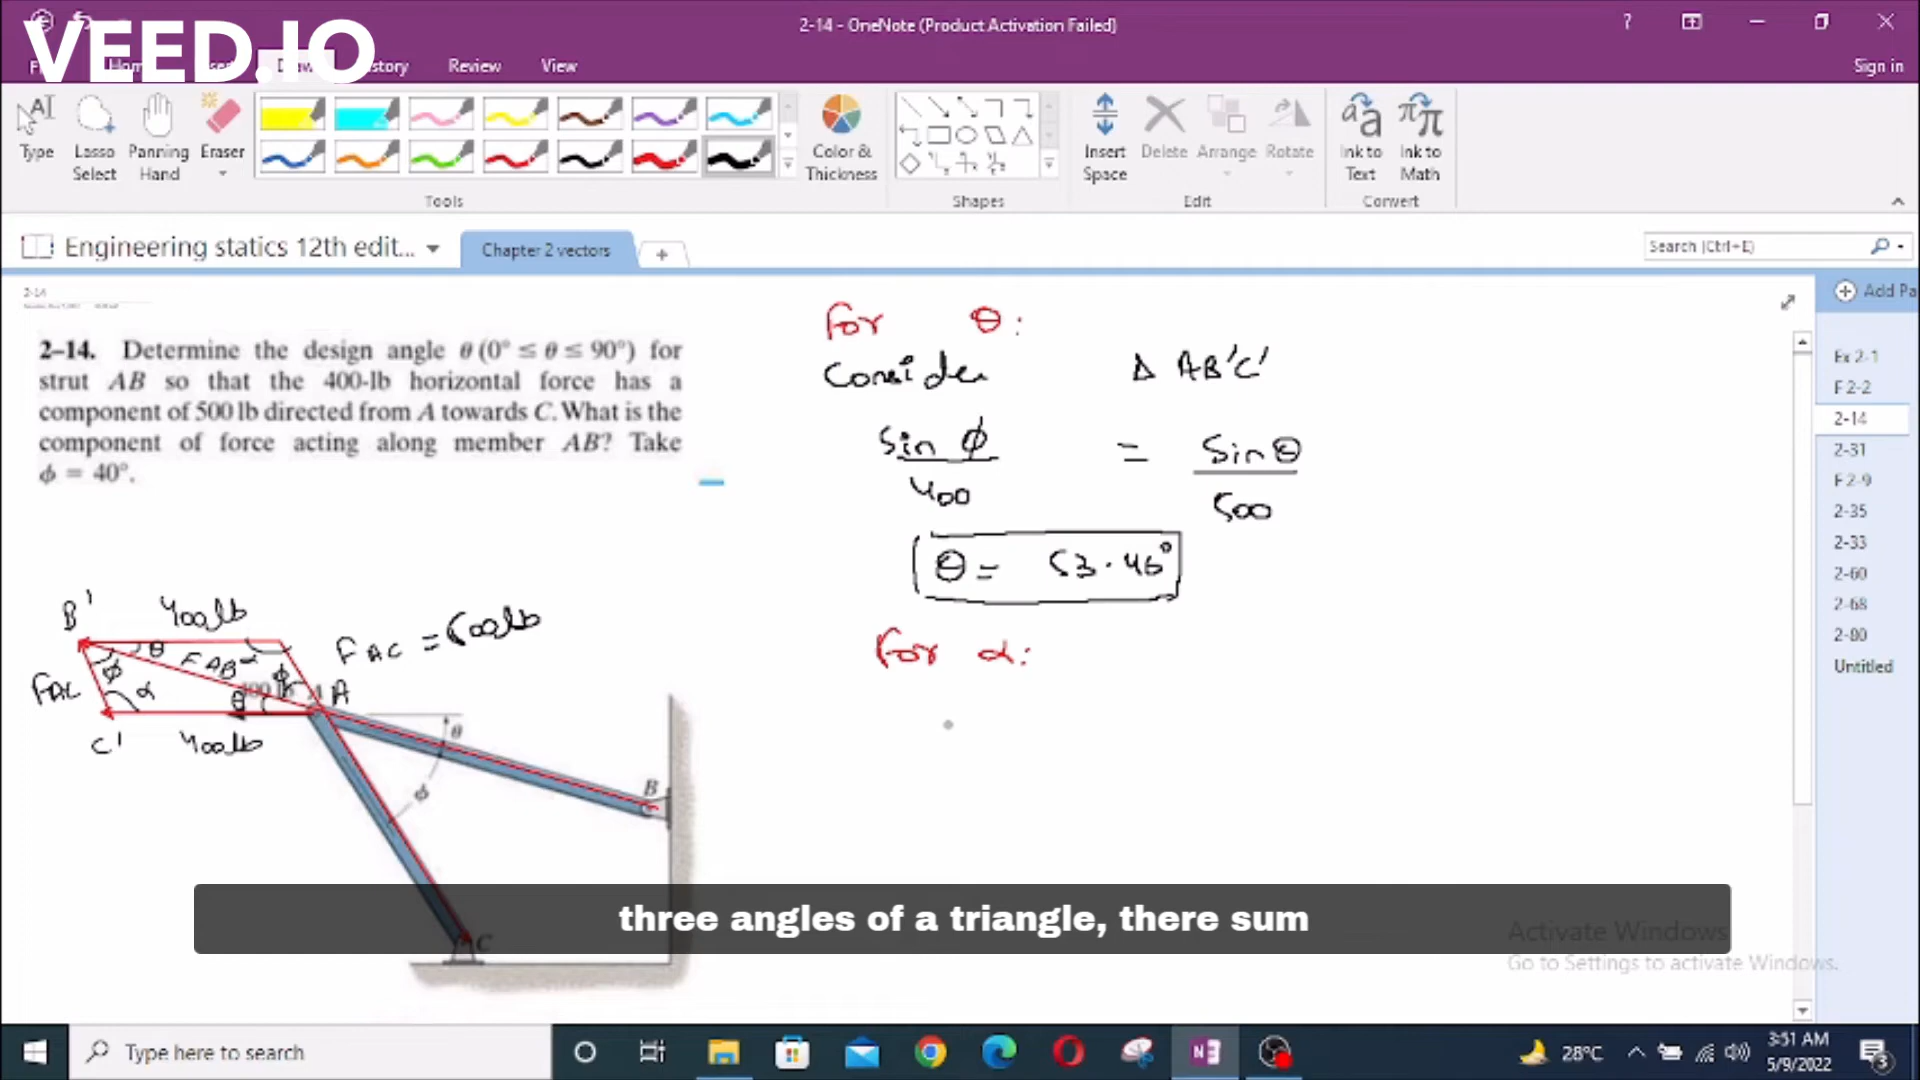 VEED.IO
2-14 - OneNote (Product Activation Failed)
Review
View
Sign in
Type
Lasso Select
Panning Hand
Eraser
Color & Thickness
Insert Space
Delete
Arrange
Rotate
Ink to Text
Ink to Math
Tools
Shapes
Edit
Convert
Engineering statics 12th edit...
Chapter 2 vectors
Search (Ctrl+E)
Add Pa
2-14
2–14. Determine the design angle θ (0° ≤ θ ≤ 90°) for
strut AB so that the 400-lb horizontal force has a
component of 500 lb directed from A towards C. What is the
component of force acting along member AB? Take
ϕ = 40°.
For θ:
Consider Δ AB'C'
Sin ϕ = Sin θ
400 500
θ = 53.46°
For α:
B'
400lb
FAC = 500lb
θ
ϕ
FAB
α
ϕ
FAC
α
θ
A
C'
400lb
θ
ϕ
B
C
Ex 2-1
F 2-2
2-14
2-31
F 2-9
2-35
2-33
2-60
2-68
2-80
Untitled
three angles of a triangle, there sum
Activate Windows
Go to Settings to activate Windows.
Type here to search
28°C
3:51 AM
5/9/2022
3